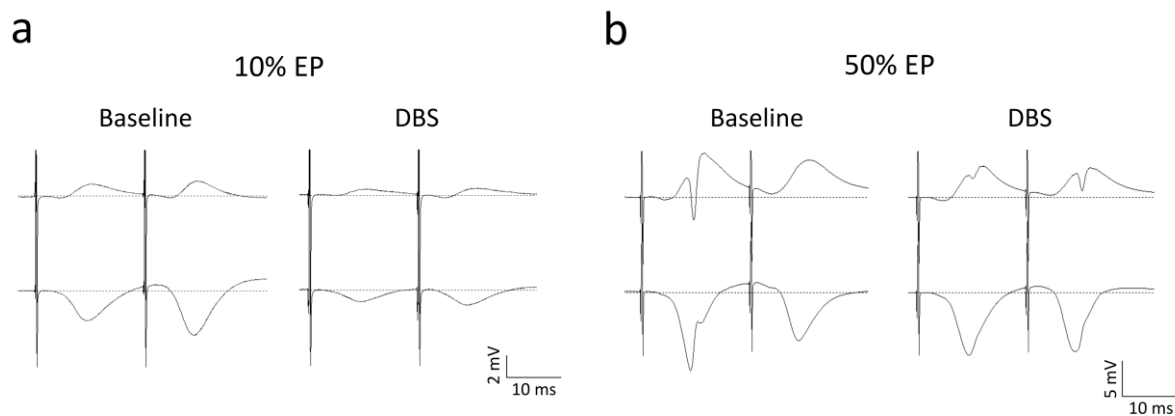 a
10% EP
Baseline
DBS
2 mV
10 ms
b
50% EP
Baseline
DBS
5 mV
10 ms